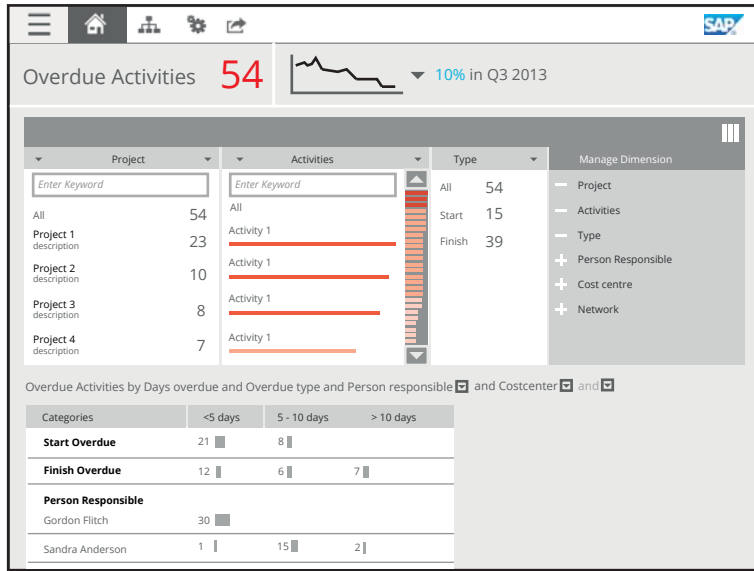 SAP
Overdue Activities 54
10% in Q3 2013
Project Activities Type Manage Dimension
Enter Keyword
All 54
Project 1 23
description
Project 2 10
description
Project 3 8
description
Project 4 7
description
Enter Keyword
All
Activity 1
Activity 1
Activity 1
Activity 1
All 54
Start 15
Finish 39
Project
Activities
Type
Person Responsible
Cost centre
Network
Overdue Activities by Days overdue and Overdue type and Person responsible and Costcenter and
Categories <5 days 5 - 10 days > 10 days
Start Overdue 21 8
Finish Overdue 12 6 7
Person Responsible
Gordon Flitch 30
Sandra Anderson 1 15 2